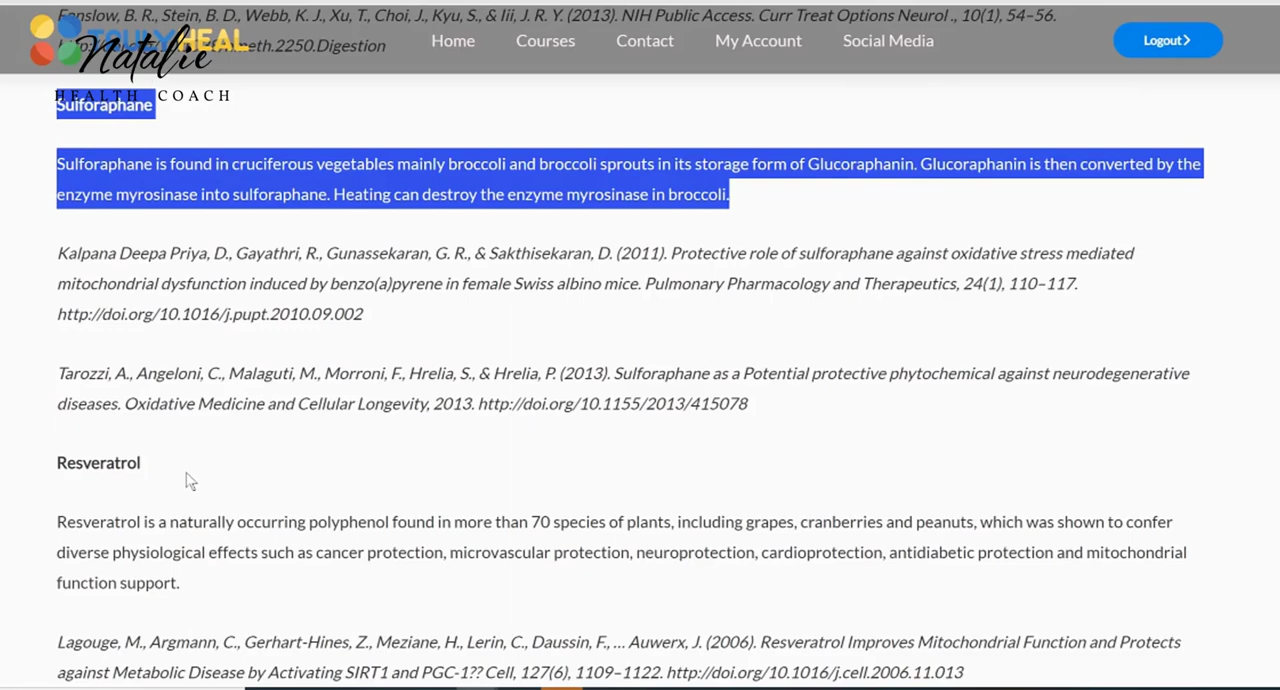 Fenslow, B. R., Stein, B. D., Webb, K. J., Xu, T., Choi, J., Kyu, S., & Iii, J. R. Y. (2013). NIH Public Access. Curr Treat Options Neurol ., 10(1), 54–56.
TRULY HEAL
Natalie
HEALTH COACH
Home Courses Contact My Account Social Media
Logout
Sulforaphane
Sulforaphane is found in cruciferous vegetables mainly broccoli and broccoli sprouts in its storage form of Glucoraphanin. Glucoraphanin is then converted by the
enzyme myrosinase into sulforaphane. Heating can destroy the enzyme myrosinase in broccoli.
Kalpana Deepa Priya, D., Gayathri, R., Gunassekaran, G. R., & Sakthisekaran, D. (2011). Protective role of sulforaphane against oxidative stress mediated
mitochondrial dysfunction induced by benzo(a)pyrene in female Swiss albino mice. Pulmonary Pharmacology and Therapeutics, 24(1), 110–117.
http://doi.org/10.1016/j.pupt.2010.09.002
Tarozzi, A., Angeloni, C., Malaguti, M., Morroni, F., Hrelia, S., & Hrelia, P. (2013). Sulforaphane as a Potential protective phytochemical against neurodegenerative
diseases. Oxidative Medicine and Cellular Longevity, 2013. http://doi.org/10.1155/2013/415078
Resveratrol
Resveratrol is a naturally occurring polyphenol found in more than 70 species of plants, including grapes, cranberries and peanuts, which was shown to confer
diverse physiological effects such as cancer protection, microvascular protection, neuroprotection, cardioprotection, antidiabetic protection and mitochondrial
function support.
Lagouge, M., Argmann, C., Gerhart-Hines, Z., Meziane, H., Lerin, C., Daussin, F., … Auwerx, J. (2006). Resveratrol Improves Mitochondrial Function and Protects
against Metabolic Disease by Activating SIRT1 and PGC-1?? Cell, 127(6), 1109–1122. http://doi.org/10.1016/j.cell.2006.11.013